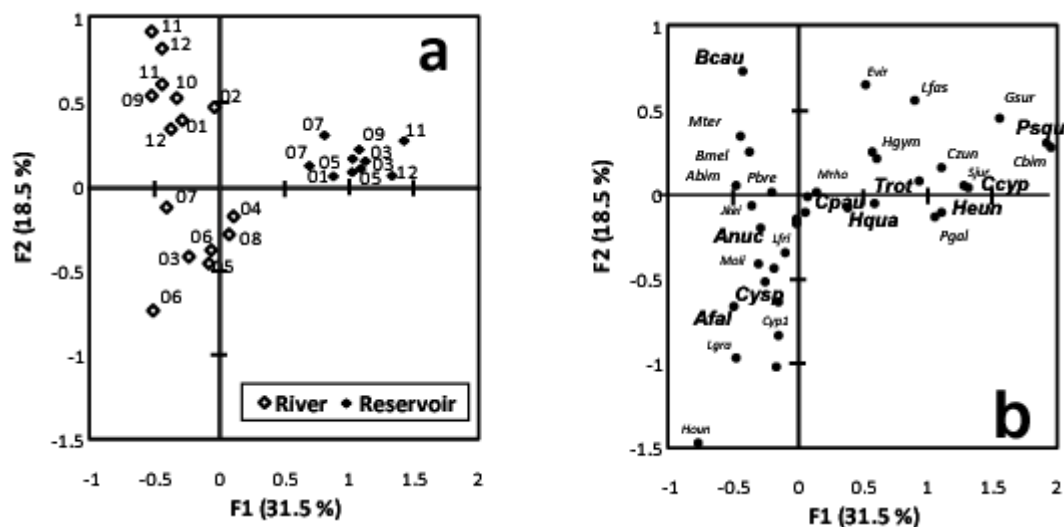 a
F2 (18.5 %)
1
0.5
0
-0.5
-1
-1.5
11
12
11
10
09
02
01
12
07
04
06
08
03
05
06
07
09
11
07
05
03
03
01
05
12
River
Reservoir
-1 -0.5 0 0.5 1 1.5 2
F1 (31.5 %)
b
F2 (18.5 %)
1
0.5
0
-0.5
-1
-1.5
Bcau
Evir
Lfas
Gsur
Psqu
Mter
Hgym
Bmel
Czun
Cbim
Abim
Pbre
Mrho
Trot
Ccyp
Cpau
Heun
Hqua
Pgal
Anuc
Lfri
Cysp
Afal
Cyp1
Lgra
Houn
-1 -0.5 0 0.5 1 1.5 2
F1 (31.5 %)